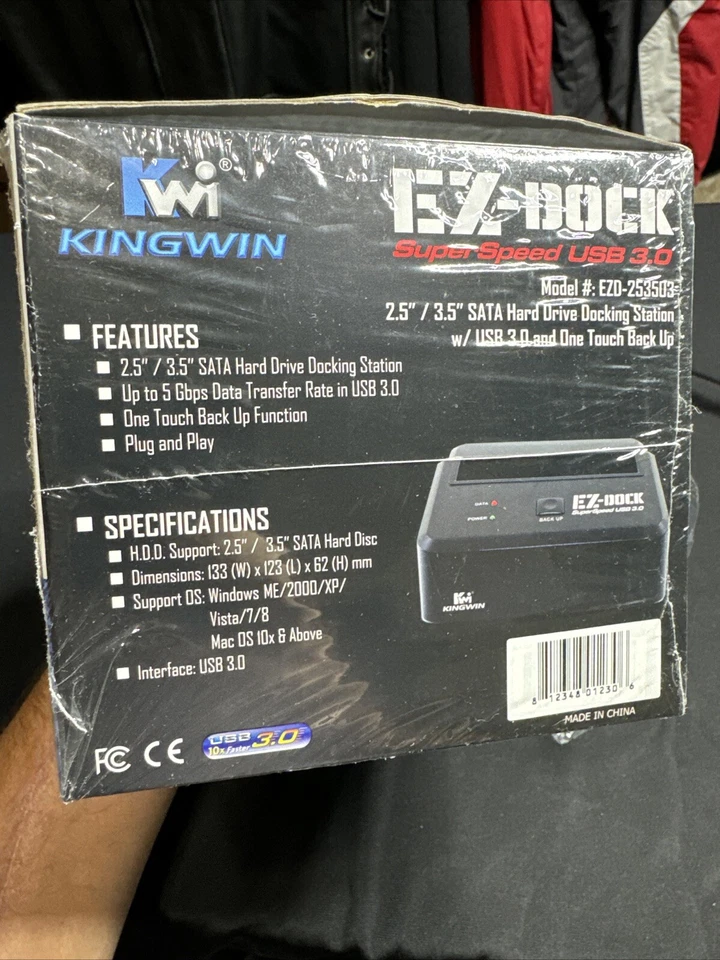 Kwi®
KINGWIN
EZ-DOCK
SuperSpeed USB 3.0
Model #: EZD-253503
2.5" / 3.5" SATA Hard Drive Docking Station
w/ USB 3.0 and One Touch Back Up
FEATURES
2.5" / 3.5" SATA Hard Drive Docking Station
Up to 5 Gbps Data Transfer Rate in USB 3.0
One Touch Back Up Function
Plug and Play
SPECIFICATIONS
H.D.D. Support: 2.5" / 3.5" SATA Hard Disc
Dimensions: 133 (W) x 123 (L) x 62 (H) mm
Support OS: Windows ME/2000/XP/
Vista/7/8
Mac OS 10x & Above
Interface: USB 3.0
DATA
POWER
BACK UP
EZ-DOCK
SuperSpeed USB 3.0
Kwi
KINGWIN
8 12348 01230 6
MADE IN CHINA
FC CE
USB 3.0
10x Faster